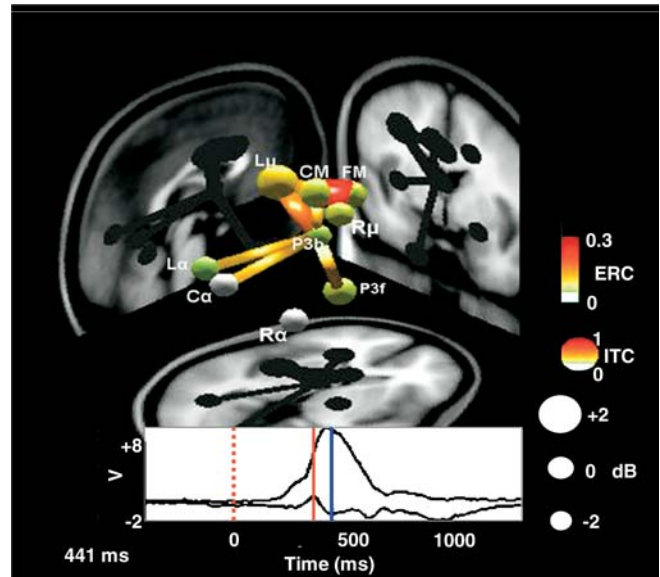 Lμ
CM
FM
Rμ
P3b
Lα
Cα
P3f
Rα
0.3
ERC
0
1
ITC
0
+2
0 dB
-2
+8
V
-2
0
500
1000
Time (ms)
441 ms